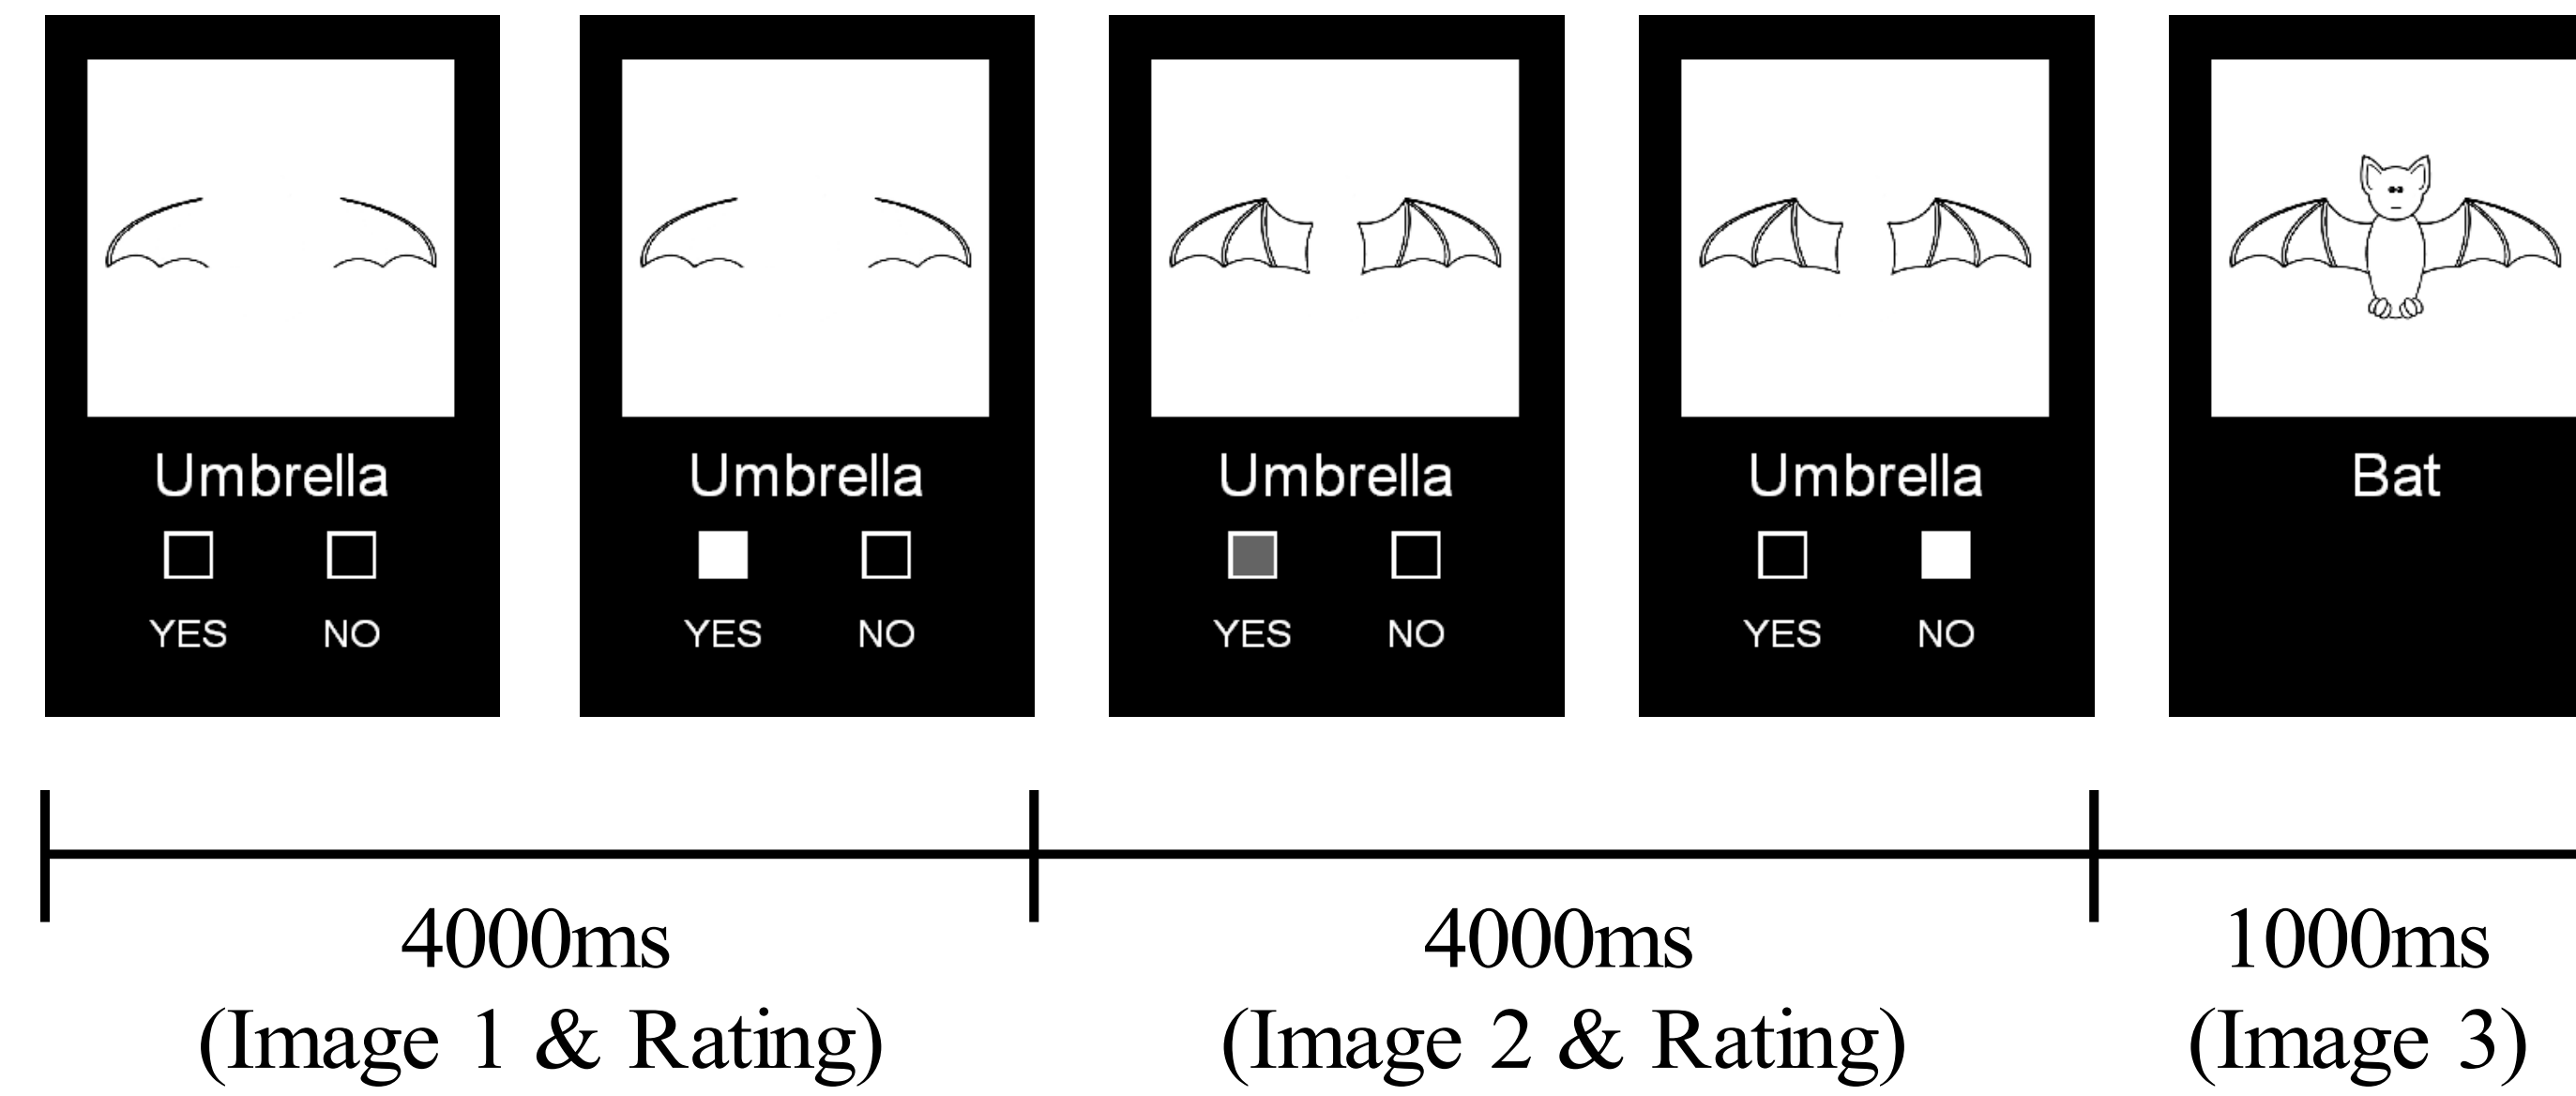 Umbrella
YES NO
Umbrella
YES NO
Umbrella
YES NO
Umbrella
YES NO
Bat
4000ms
(Image 1 & Rating)
4000ms
(Image 2 & Rating)
1000ms
(Image 3)